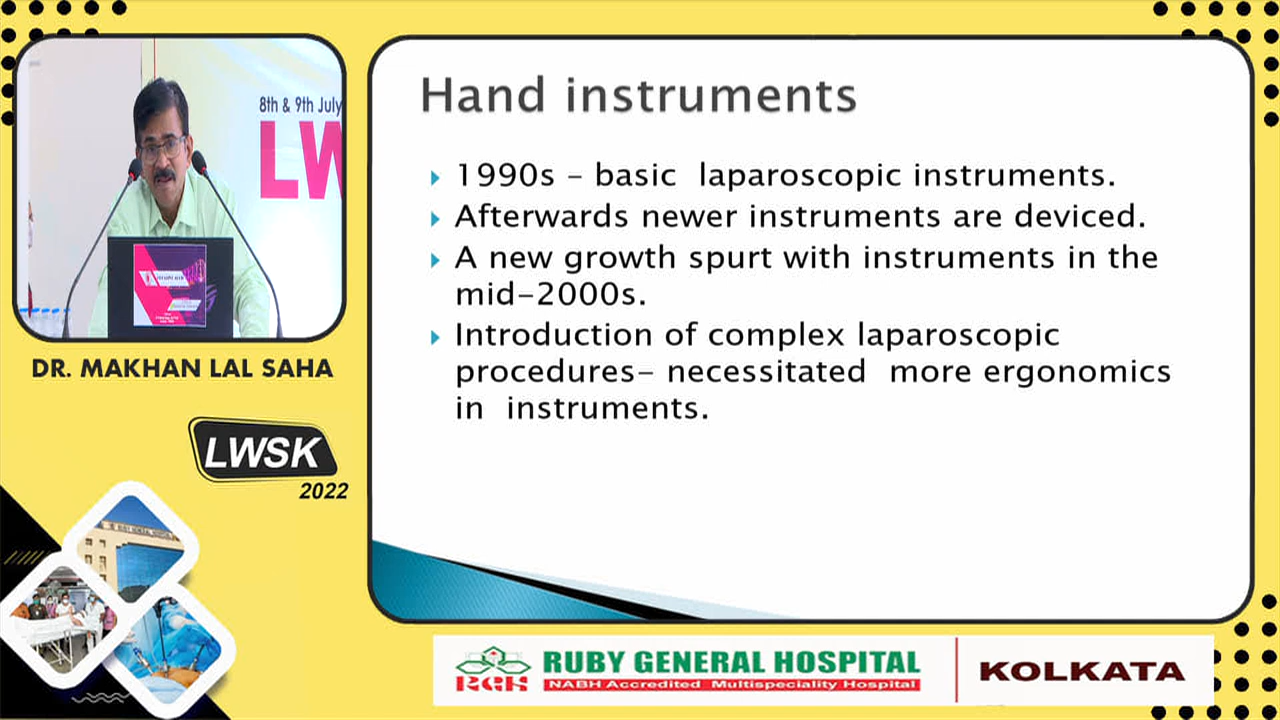 8th & 9th July
LW
DR. MAKHAN LAL SAHA
LWSK
2022
Hand instruments
1990s – basic laparoscopic instruments.
Afterwards newer instruments are deviced.
A new growth spurt with instruments in the
mid-2000s.
Introduction of complex laparoscopic
procedures- necessitated more ergonomics
in instruments.
RGH
RUBY GENERAL HOSPITAL
NABH Accredited Multispeciality Hospital
KOLKATA